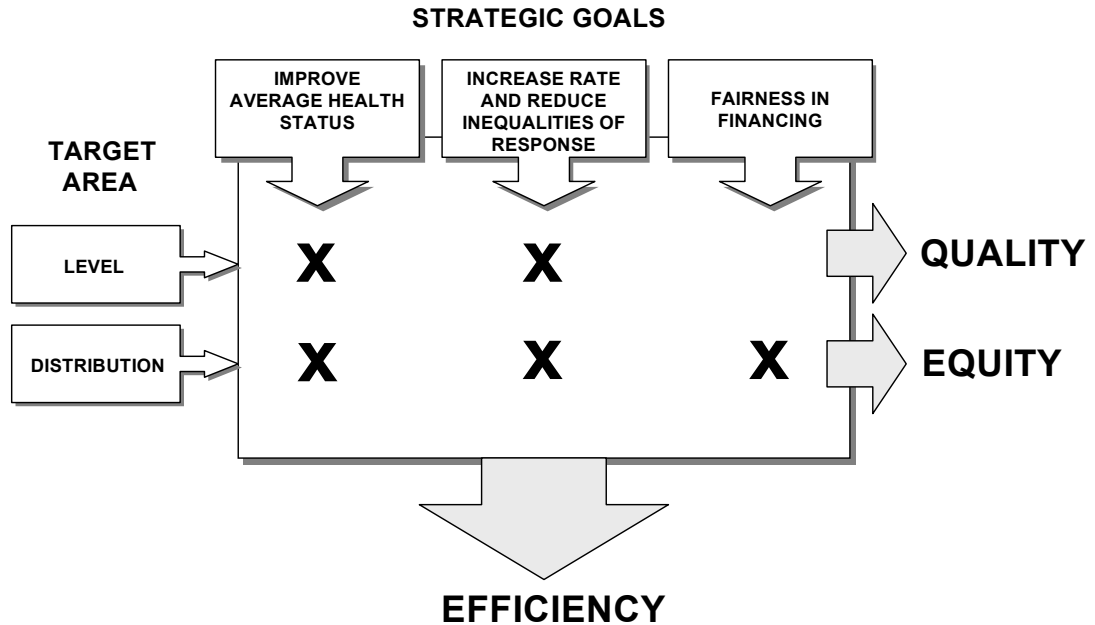 STRATEGIC GOALS
IMPROVE
AVERAGE HEALTH
STATUS
INCREASE RATE
AND REDUCE
INEQUALITIES OF
RESPONSE
FAIRNESS IN
FINANCING
TARGET
AREA
LEVEL
X
X
QUALITY
DISTRIBUTION
X
X
X
EQUITY
EFFICIENCY